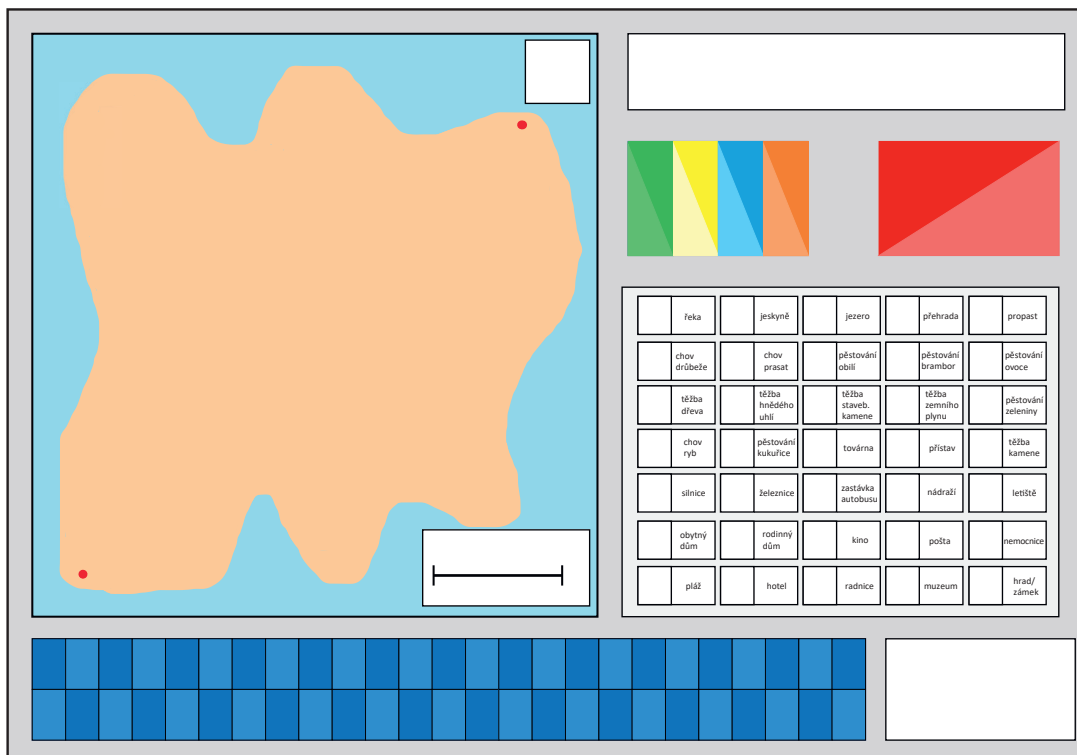 řeka
jeskyně
jezero
přehrada
propast
chov
drůbeže
chov
prasat
pěstování
obilí
pěstování
brambor
pěstování
ovoce
těžba
dřeva
těžba
hnědého
uhlí
těžba
staveb.
kamene
těžba
zemního
plynu
pěstování
zeleniny
chov
ryb
pěstování
kukuřice
továrna
přístav
těžba
kamene
silnice
železnice
zastávka
autobusu
nádraží
letiště
obytný
dům
rodinný
dům
kino
pošta
nemocnice
pláž
hotel
radnice
muzeum
hrad/
zámek